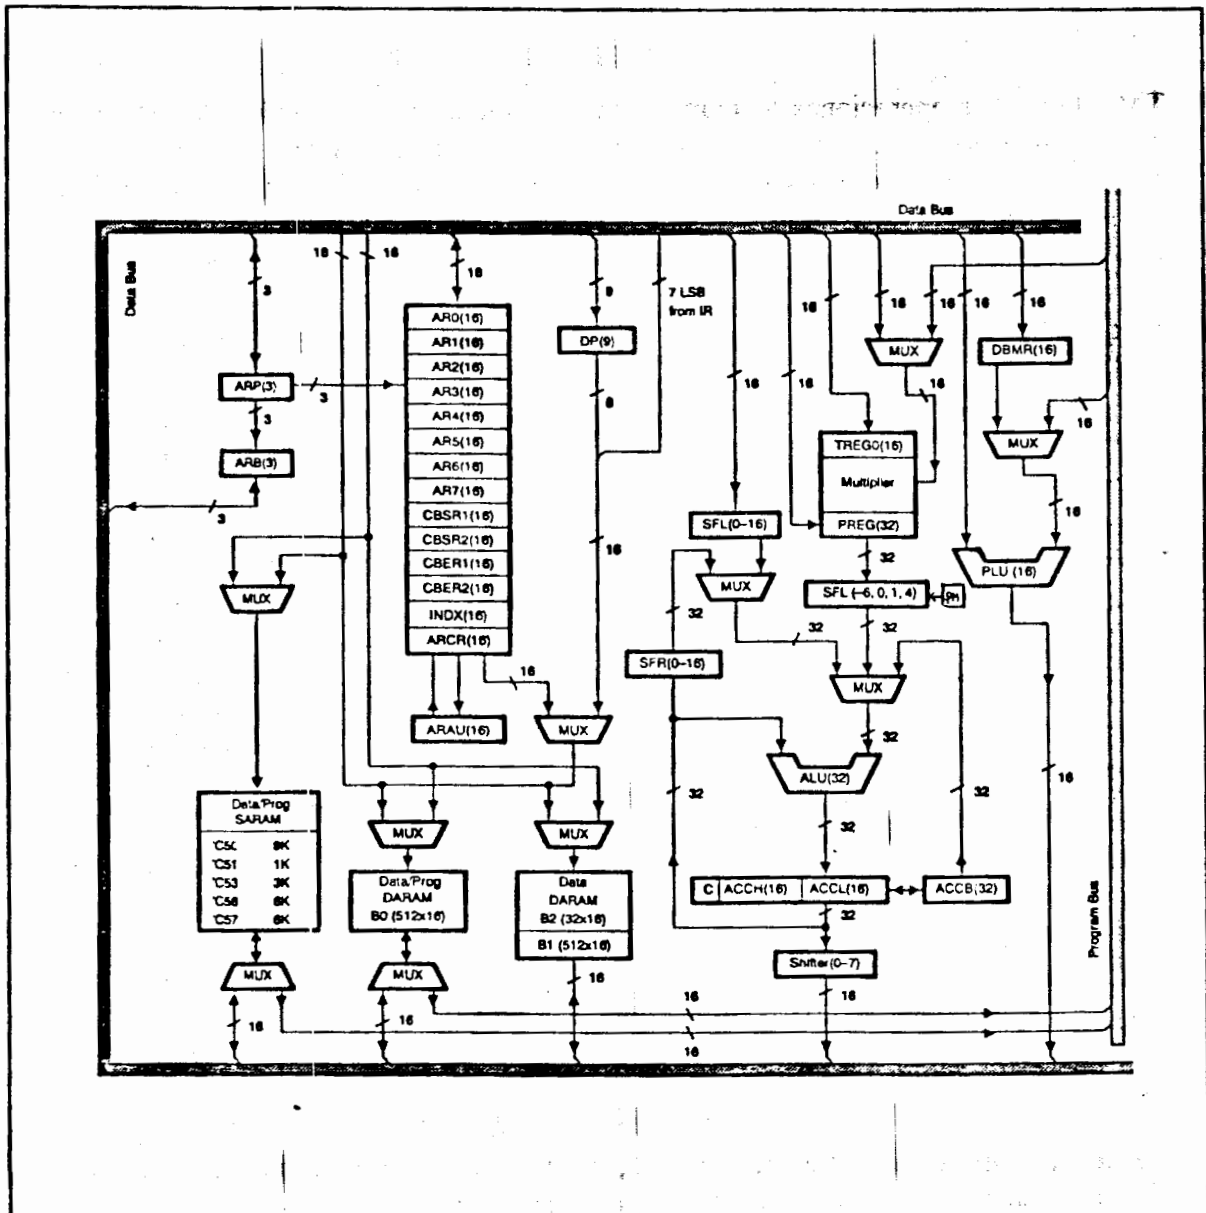 Data Bus
Data Bus
16
16
3
16
9
7 LSB
from IR
16
16
16
16
16
16
AR0(16)
AR1(16)
AR2(16)
AR3(16)
AR4(16)
AR5(16)
AR6(16)
AR7(16)
CBSR1(16)
CBSR2(16)
CBER1(16)
CBER2(16)
INDX(16)
ARCR(16)
DP(9)
MUX
DBMR(16)
ARP(3)
3
3
ARB(3)
3
8
16
16
16
16
MUX
16
TREG0(16)
Multiplier
PREG(32)
SFL(0–16)
MUX
32
PLU (16)
MUX
SFL (–6, 0, 1, 4)
PM
32
32
32
SFR(0–16)
16
16
MUX
ARAU(16)
MUX
32
ALU(32)
32
32
32
16
Data/Prog
SARAM
'C50 9K
'C51 1K
'C53 3K
'C56 6K
'C57 6K
MUX
MUX
Data/Prog
DARAM
B0 (512x16)
Data
DARAM
B2 (32x16)
B1 (512x16)
C
ACCH(16)
ACCL(16)
ACCB(32)
32
Shifter(0–7)
MUX
MUX
16
16
16
16
16
16
Program Bus